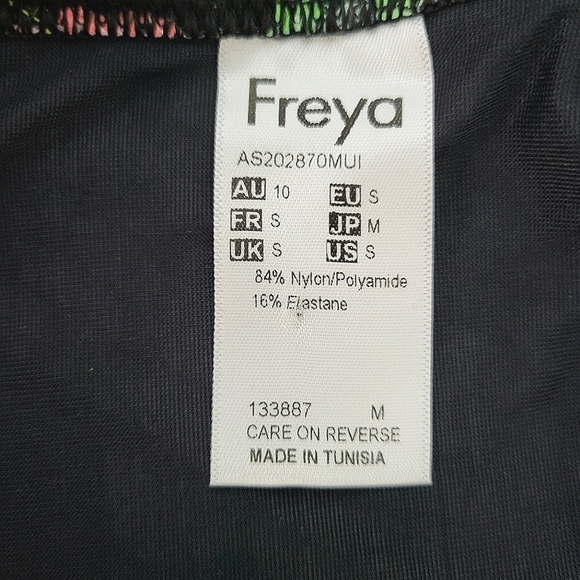 Freya
AS202870MUI
AU 10 EU S
FR S JP M
UK S US S
84% Nylon/Polyamide
16% Elastane
133887 M
CARE ON REVERSE
MADE IN TUNISIA